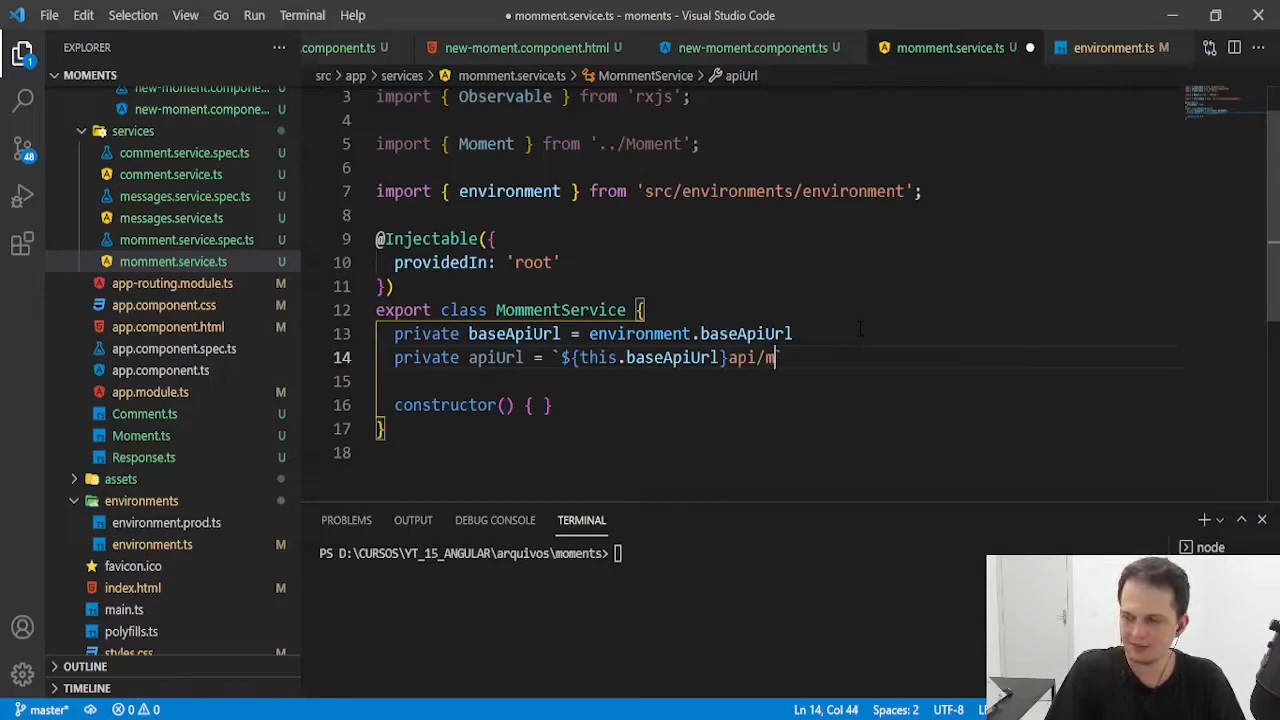 File Edit Selection View Go Run Terminal Help
● momment.service.ts - moments - Visual Studio Code
EXPLORER
.component.ts
new-moment.component.html U
new-moment.component.ts U
momment.service.ts U
environment.ts M
MOMENTS
new-moment.compone...
new-moment.compone...
services
comment.service.spec.ts U
comment.service.ts U
messages.service.spec.ts U
messages.service.ts U
momment.service.spec.ts U
momment.service.ts U
app-routing.module.ts M
app.component.css M
app.component.html M
app.component.spec.ts U
app.component.ts U
app.module.ts M
Comment.ts U
Moment.ts U
Response.ts U
assets
environments
environment.prod.ts
environment.ts M
favicon.ico
index.html M
main.ts
polyfills.ts
styles.css
OUTLINE
TIMELINE
1
48
src > app > services > momment.service.ts > MommentService > apiUrl
3 import { Observable } from 'rxjs';
4
5 import { Moment } from '../Moment';
6
7 import { environment } from 'src/environments/environment';
8
9 @Injectable({
10 providedIn: 'root'
11 })
12 export class MommentService {
13 private baseApiUrl = environment.baseApiUrl
14 private apiUrl = `${this.baseApiUrl}api/m`
15
16 constructor() { }
17 }
18
PROBLEMS OUTPUT DEBUG CONSOLE TERMINAL
PS D:\CURSOS\YT_15_ANGULAR\arquivos\moments>
node
master* 0 0 Ln 14, Col 44 Spaces: 2 UTF-8